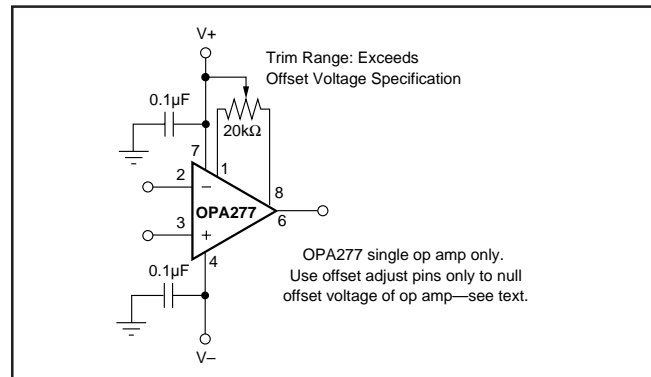 V+
Trim Range: Exceeds
Offset Voltage Specification
0.1µF
20kΩ
7
1
2
−
8
OPA277
6
3
+
4
OPA277 single op amp only.
Use offset adjust pins only to null
offset voltage of op amp—see text.
0.1µF
V−